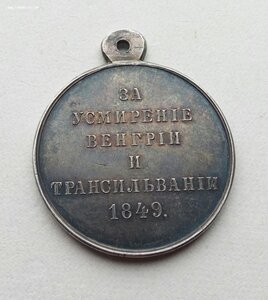 ЗА
УСМИРЕНІЕ
ВЕНГРІИ
И
ТРАНСИЛЬВАНІИ
1849.